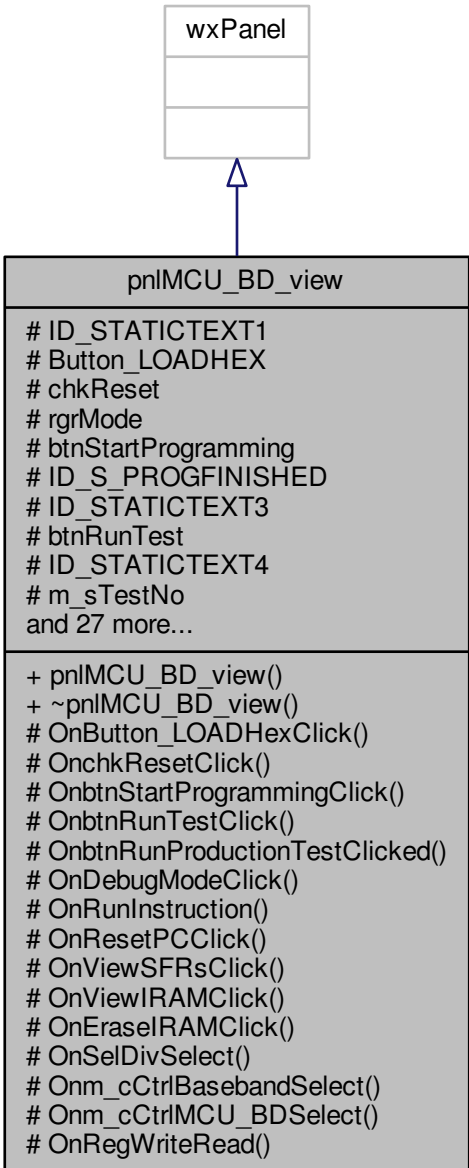 wxPanel
pnlMCU_BD_view
# ID_STATICTEXT1
# Button_LOADHEX
# chkReset
# rgrMode
# btnStartProgramming
# ID_S_PROGFINISHED
# ID_STATICTEXT3
# btnRunTest
# ID_STATICTEXT4
# m_sTestNo
and 27 more...
+ pnlMCU_BD_view()
+ ~pnlMCU_BD_view()
# OnButton_LOADHexClick()
# OnchkResetClick()
# OnbtnStartProgrammingClick()
# OnbtnRunTestClick()
# OnbtnRunProductionTestClicked()
# OnDebugModeClick()
# OnRunInstruction()
# OnResetPCClick()
# OnViewSFRsClick()
# OnViewIRAMClick()
# OnEraseIRAMClick()
# OnSelDivSelect()
# Onm_cCtrlBasebandSelect()
# Onm_cCtrlMCU_BDSelect()
# OnRegWriteRead()